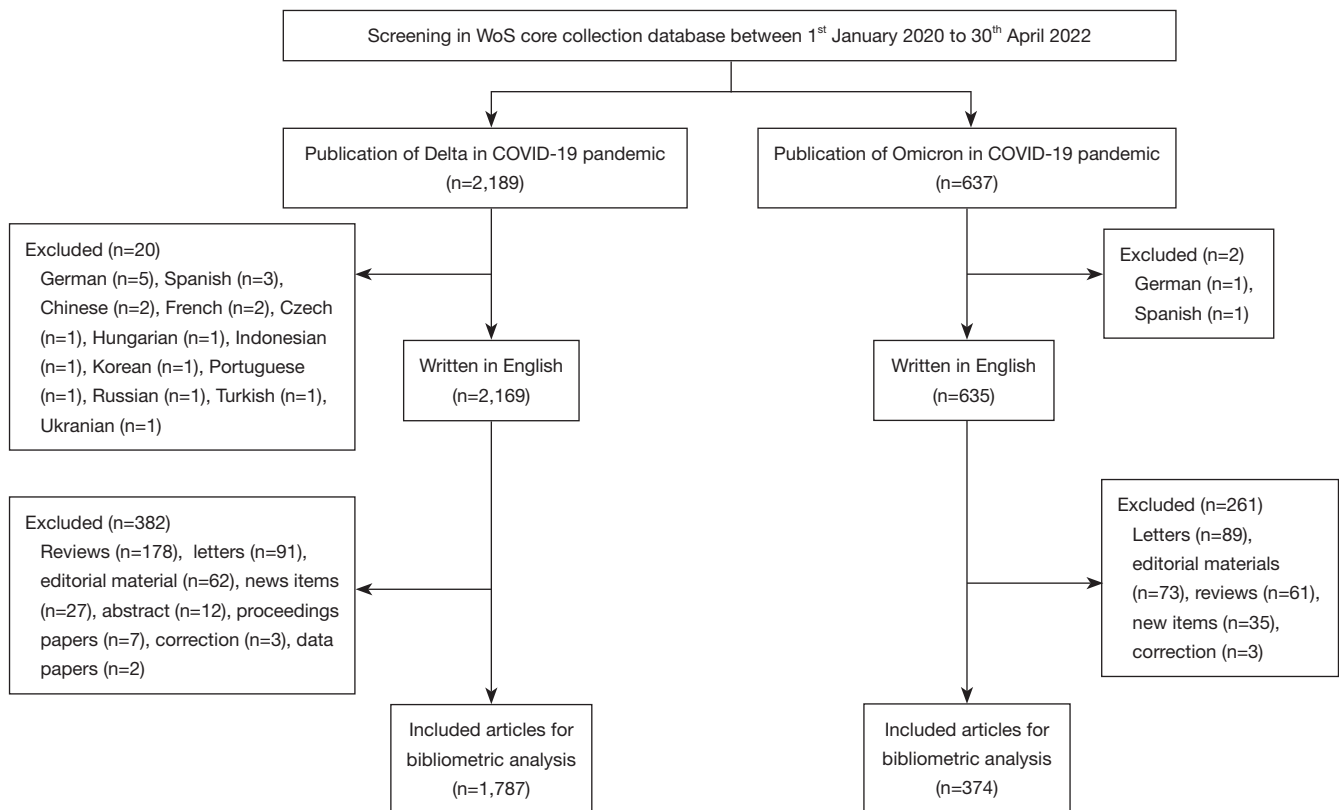 Screening in WoS core collection database between 1st January 2020 to 30th April 2022
Publication of Delta in COVID-19 pandemic
(n=2,189)
Publication of Omicron in COVID-19 pandemic
(n=637)
Excluded (n=20)
German (n=5), Spanish (n=3),
Chinese (n=2), French (n=2), Czech
(n=1), Hungarian (n=1), Indonesian
(n=1), Korean (n=1), Portuguese
(n=1), Russian (n=1), Turkish (n=1),
Ukranian (n=1)
Excluded (n=2)
German (n=1),
Spanish (n=1)
Written in English
(n=2,169)
Written in English
(n=635)
Excluded (n=382)
Reviews (n=178), letters (n=91),
editorial material (n=62), news items
(n=27), abstract (n=12), proceedings
papers (n=7), correction (n=3), data
papers (n=2)
Excluded (n=261)
Letters (n=89),
editorial materials
(n=73), reviews (n=61),
new items (n=35),
correction (n=3)
Included articles for
bibliometric analysis
(n=1,787)
Included articles for
bibliometric analysis
(n=374)